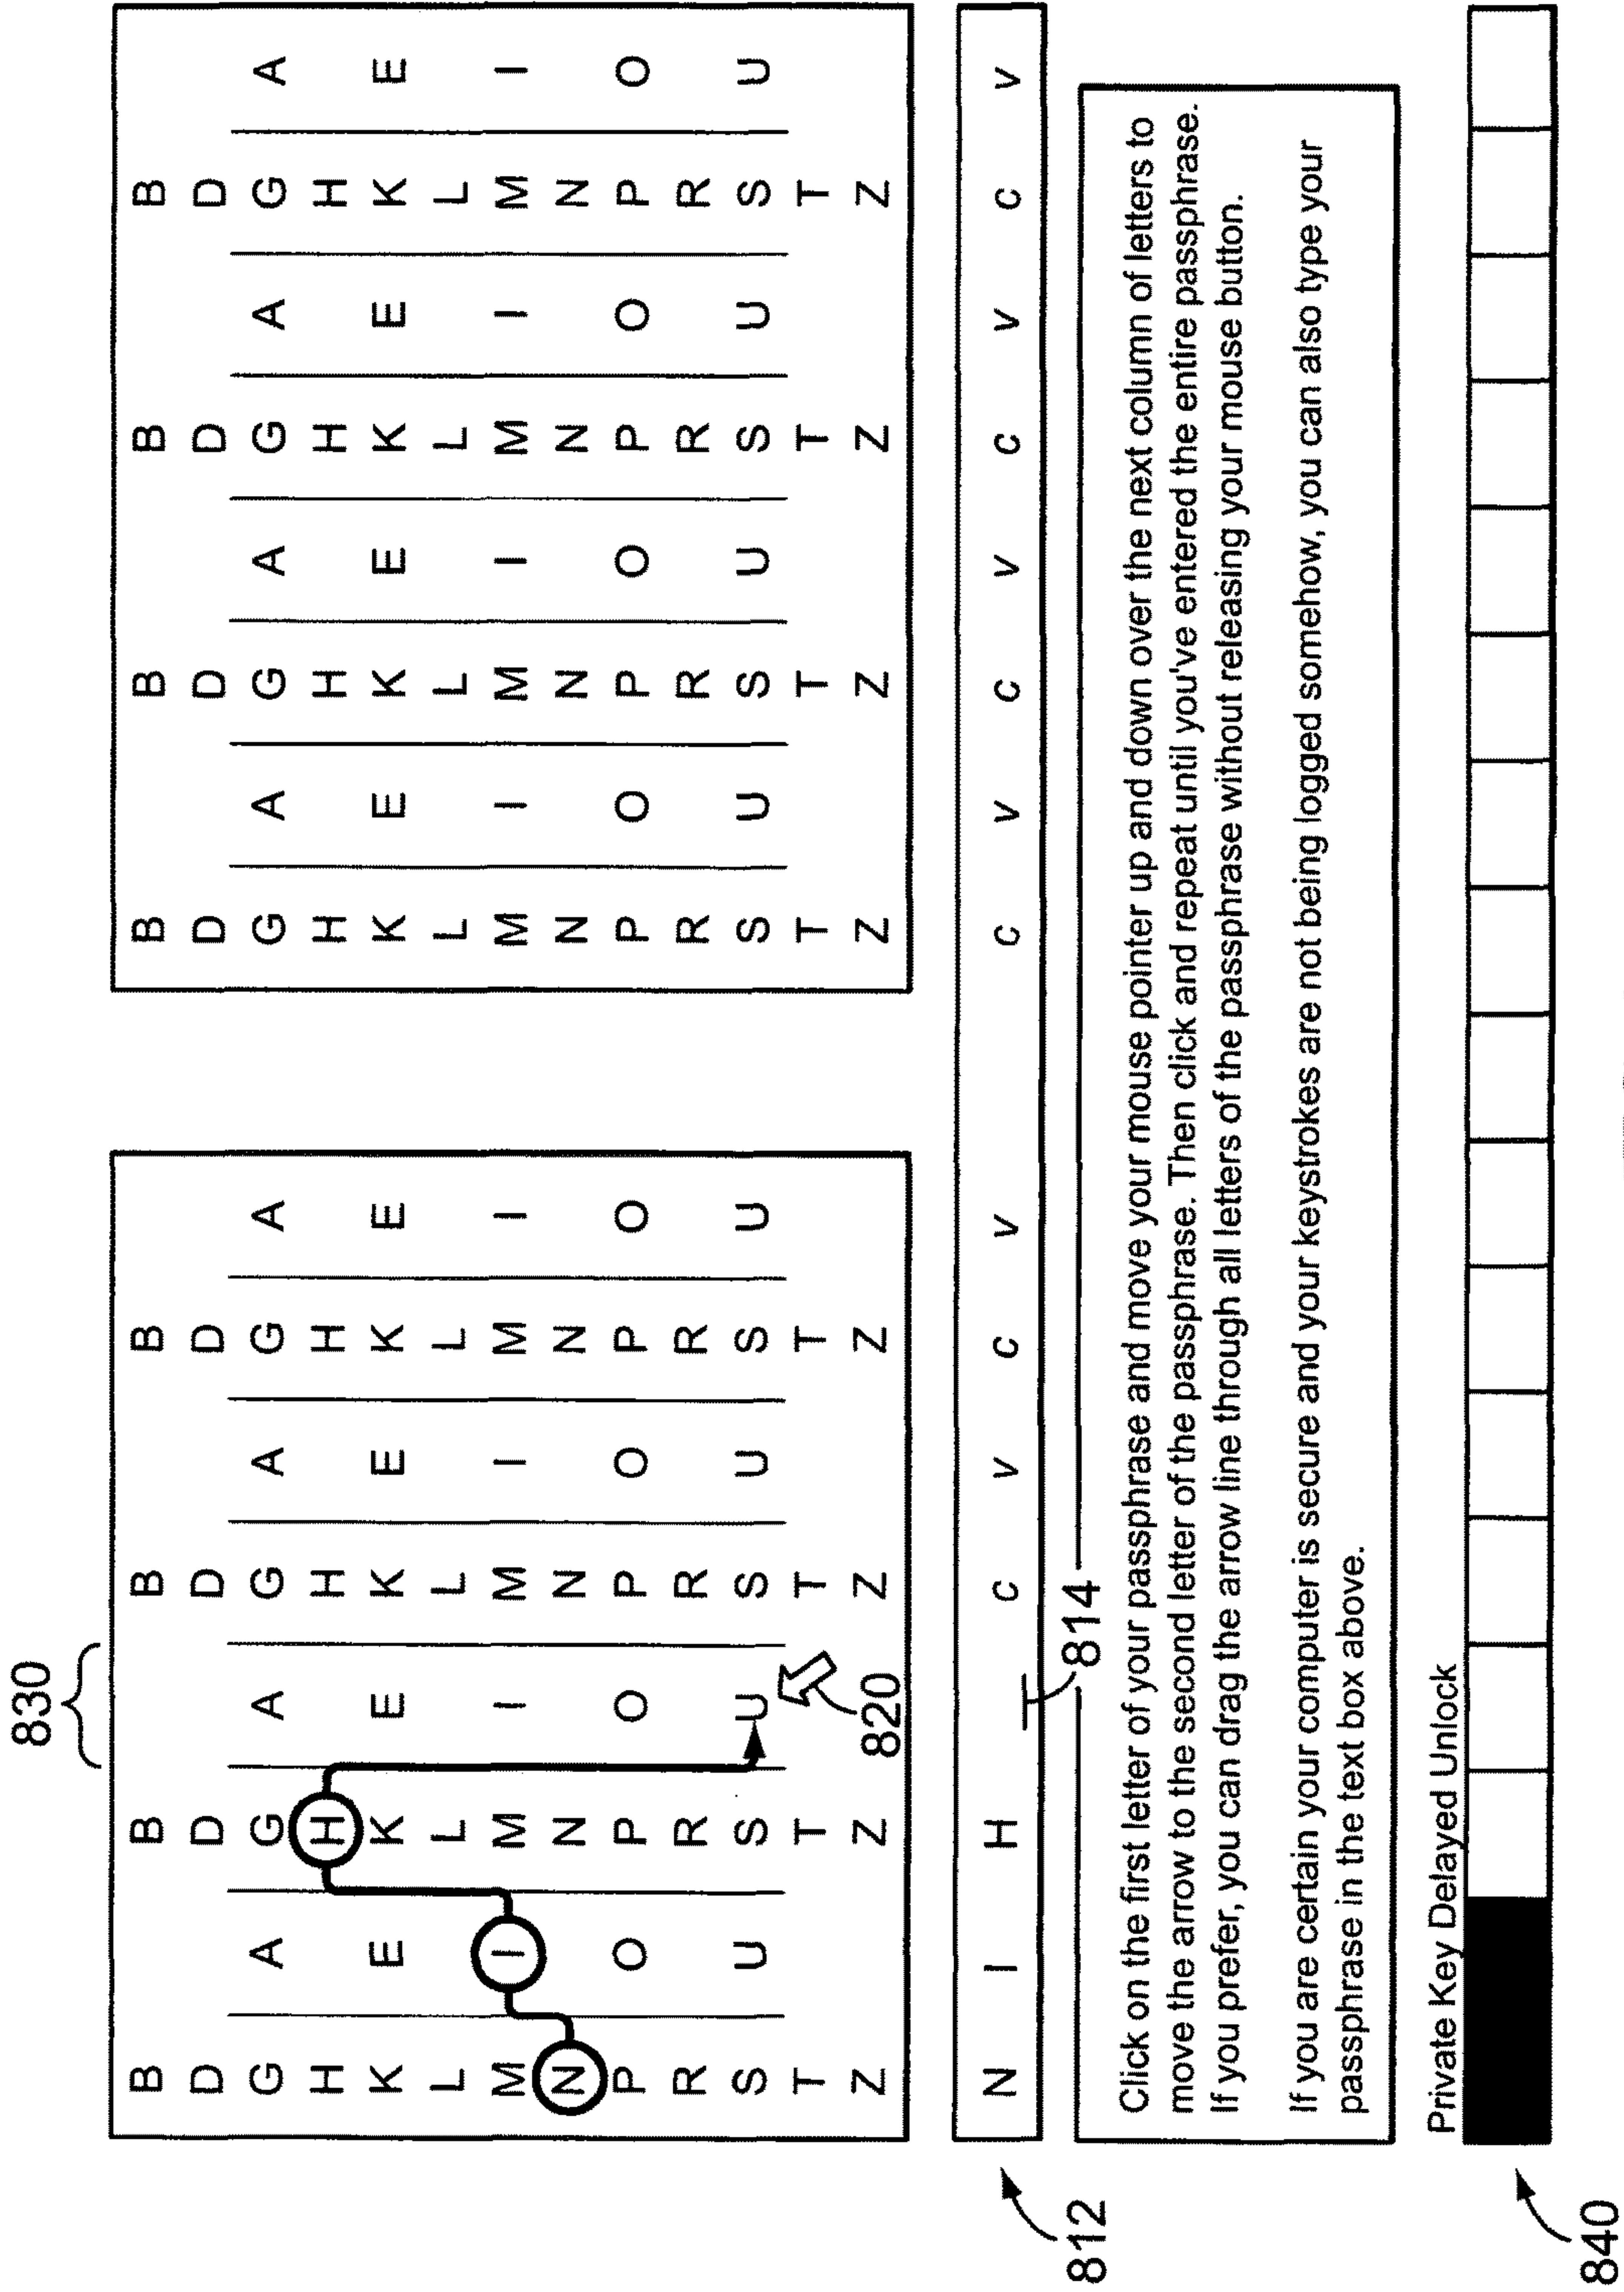 830
B B B B B B B B
D D D D D D D D
G A G A G A G A G A G A G A G A
H H H H H H H H
K E K E K E K E K E K E K E K E
L L L L L L L L
M I M I M I M I M I M I M I M I
N N N N N N N N
P O P O P O P O P O P O P O P O
R R R R R R R R
S U S U S U S U S U S U S U S U
T T T T T T T T
Z Z Z Z Z Z Z Z
820
N I H _ c v c v c v c v c v c v
812
814
Click on the first letter of your passphrase and move your mouse pointer up and down over the next column of letters to
move the arrow to the second letter of the passphrase. Then click and repeat until you've entered the entire passphrase.
If you prefer, you can drag the arrow line through all letters of the passphrase without releasing your mouse button.
If you are certain your computer is secure and your keystrokes are not being logged somehow, you can also type your
passphrase in the text box above.
Private Key Delayed Unlock
840